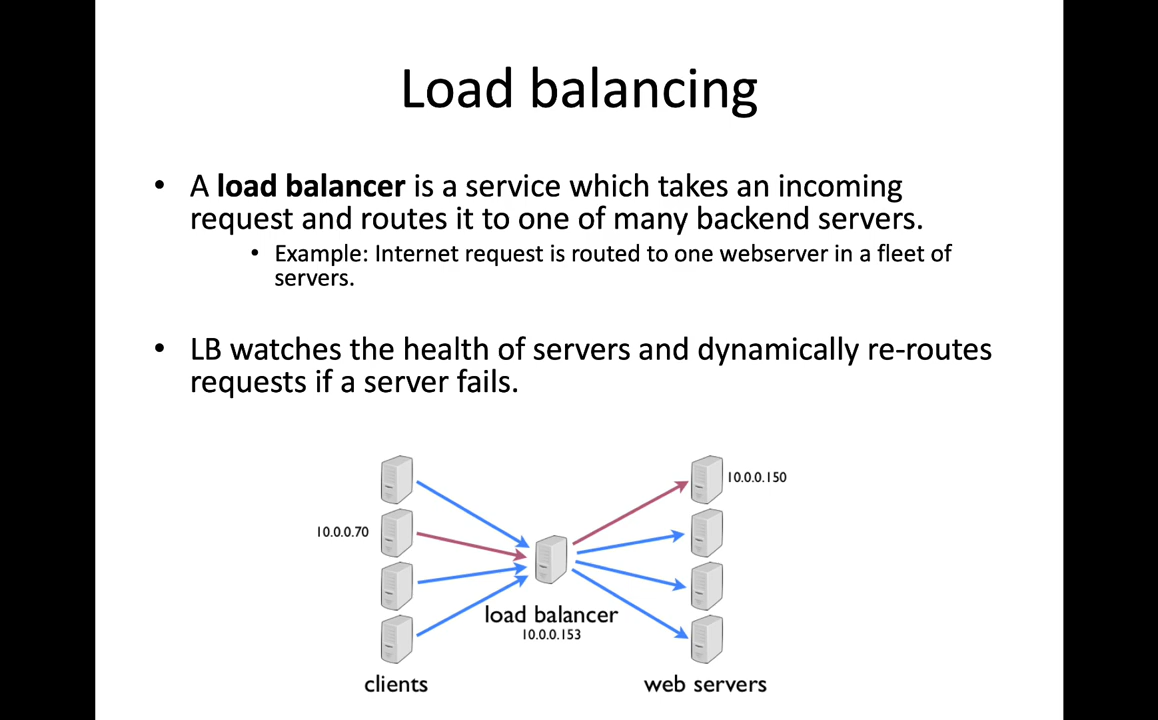 Load balancing
• A load balancer is a service which takes an incoming
request and routes it to one of many backend servers.
• Example: Internet request is routed to one webserver in a fleet of
servers.
• LB watches the health of servers and dynamically re-routes
requests if a server fails.
10.0.0.150
10.0.0.70
load balancer
10.0.0.153
clients
web servers